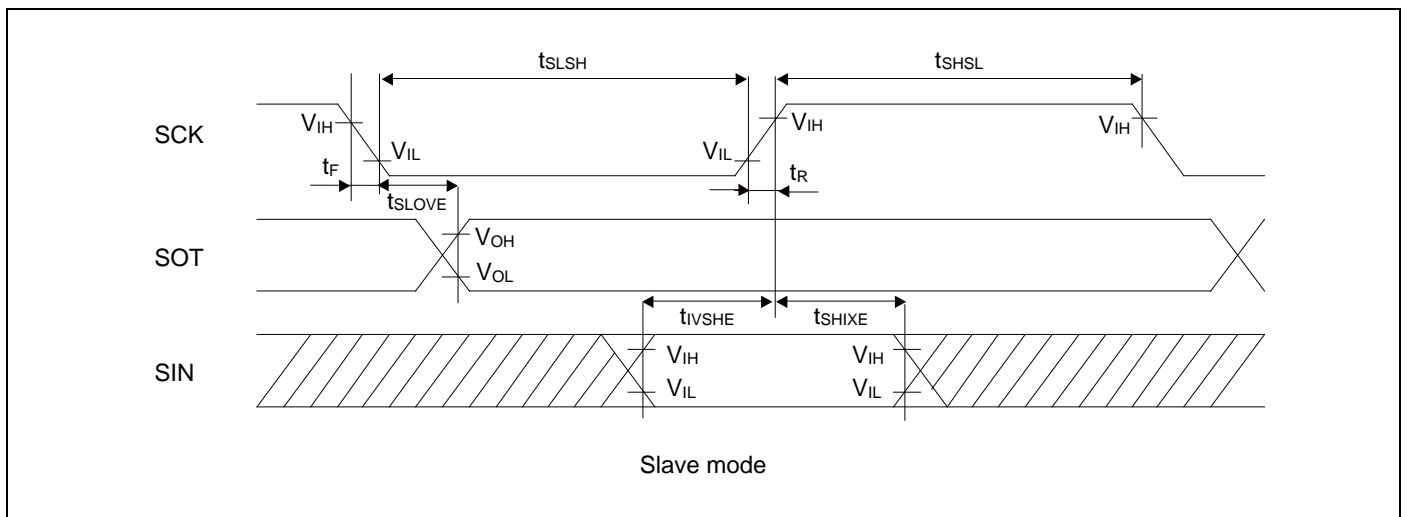 tSLSH
tSHSL
SCK
VIH
VIH
VIH
VIL
VIL
tF
tR
tSLOVE
SOT
VOH
VOL
tIVSHE
tSHIXE
SIN
VIH
VIH
VIL
VIL
Slave mode